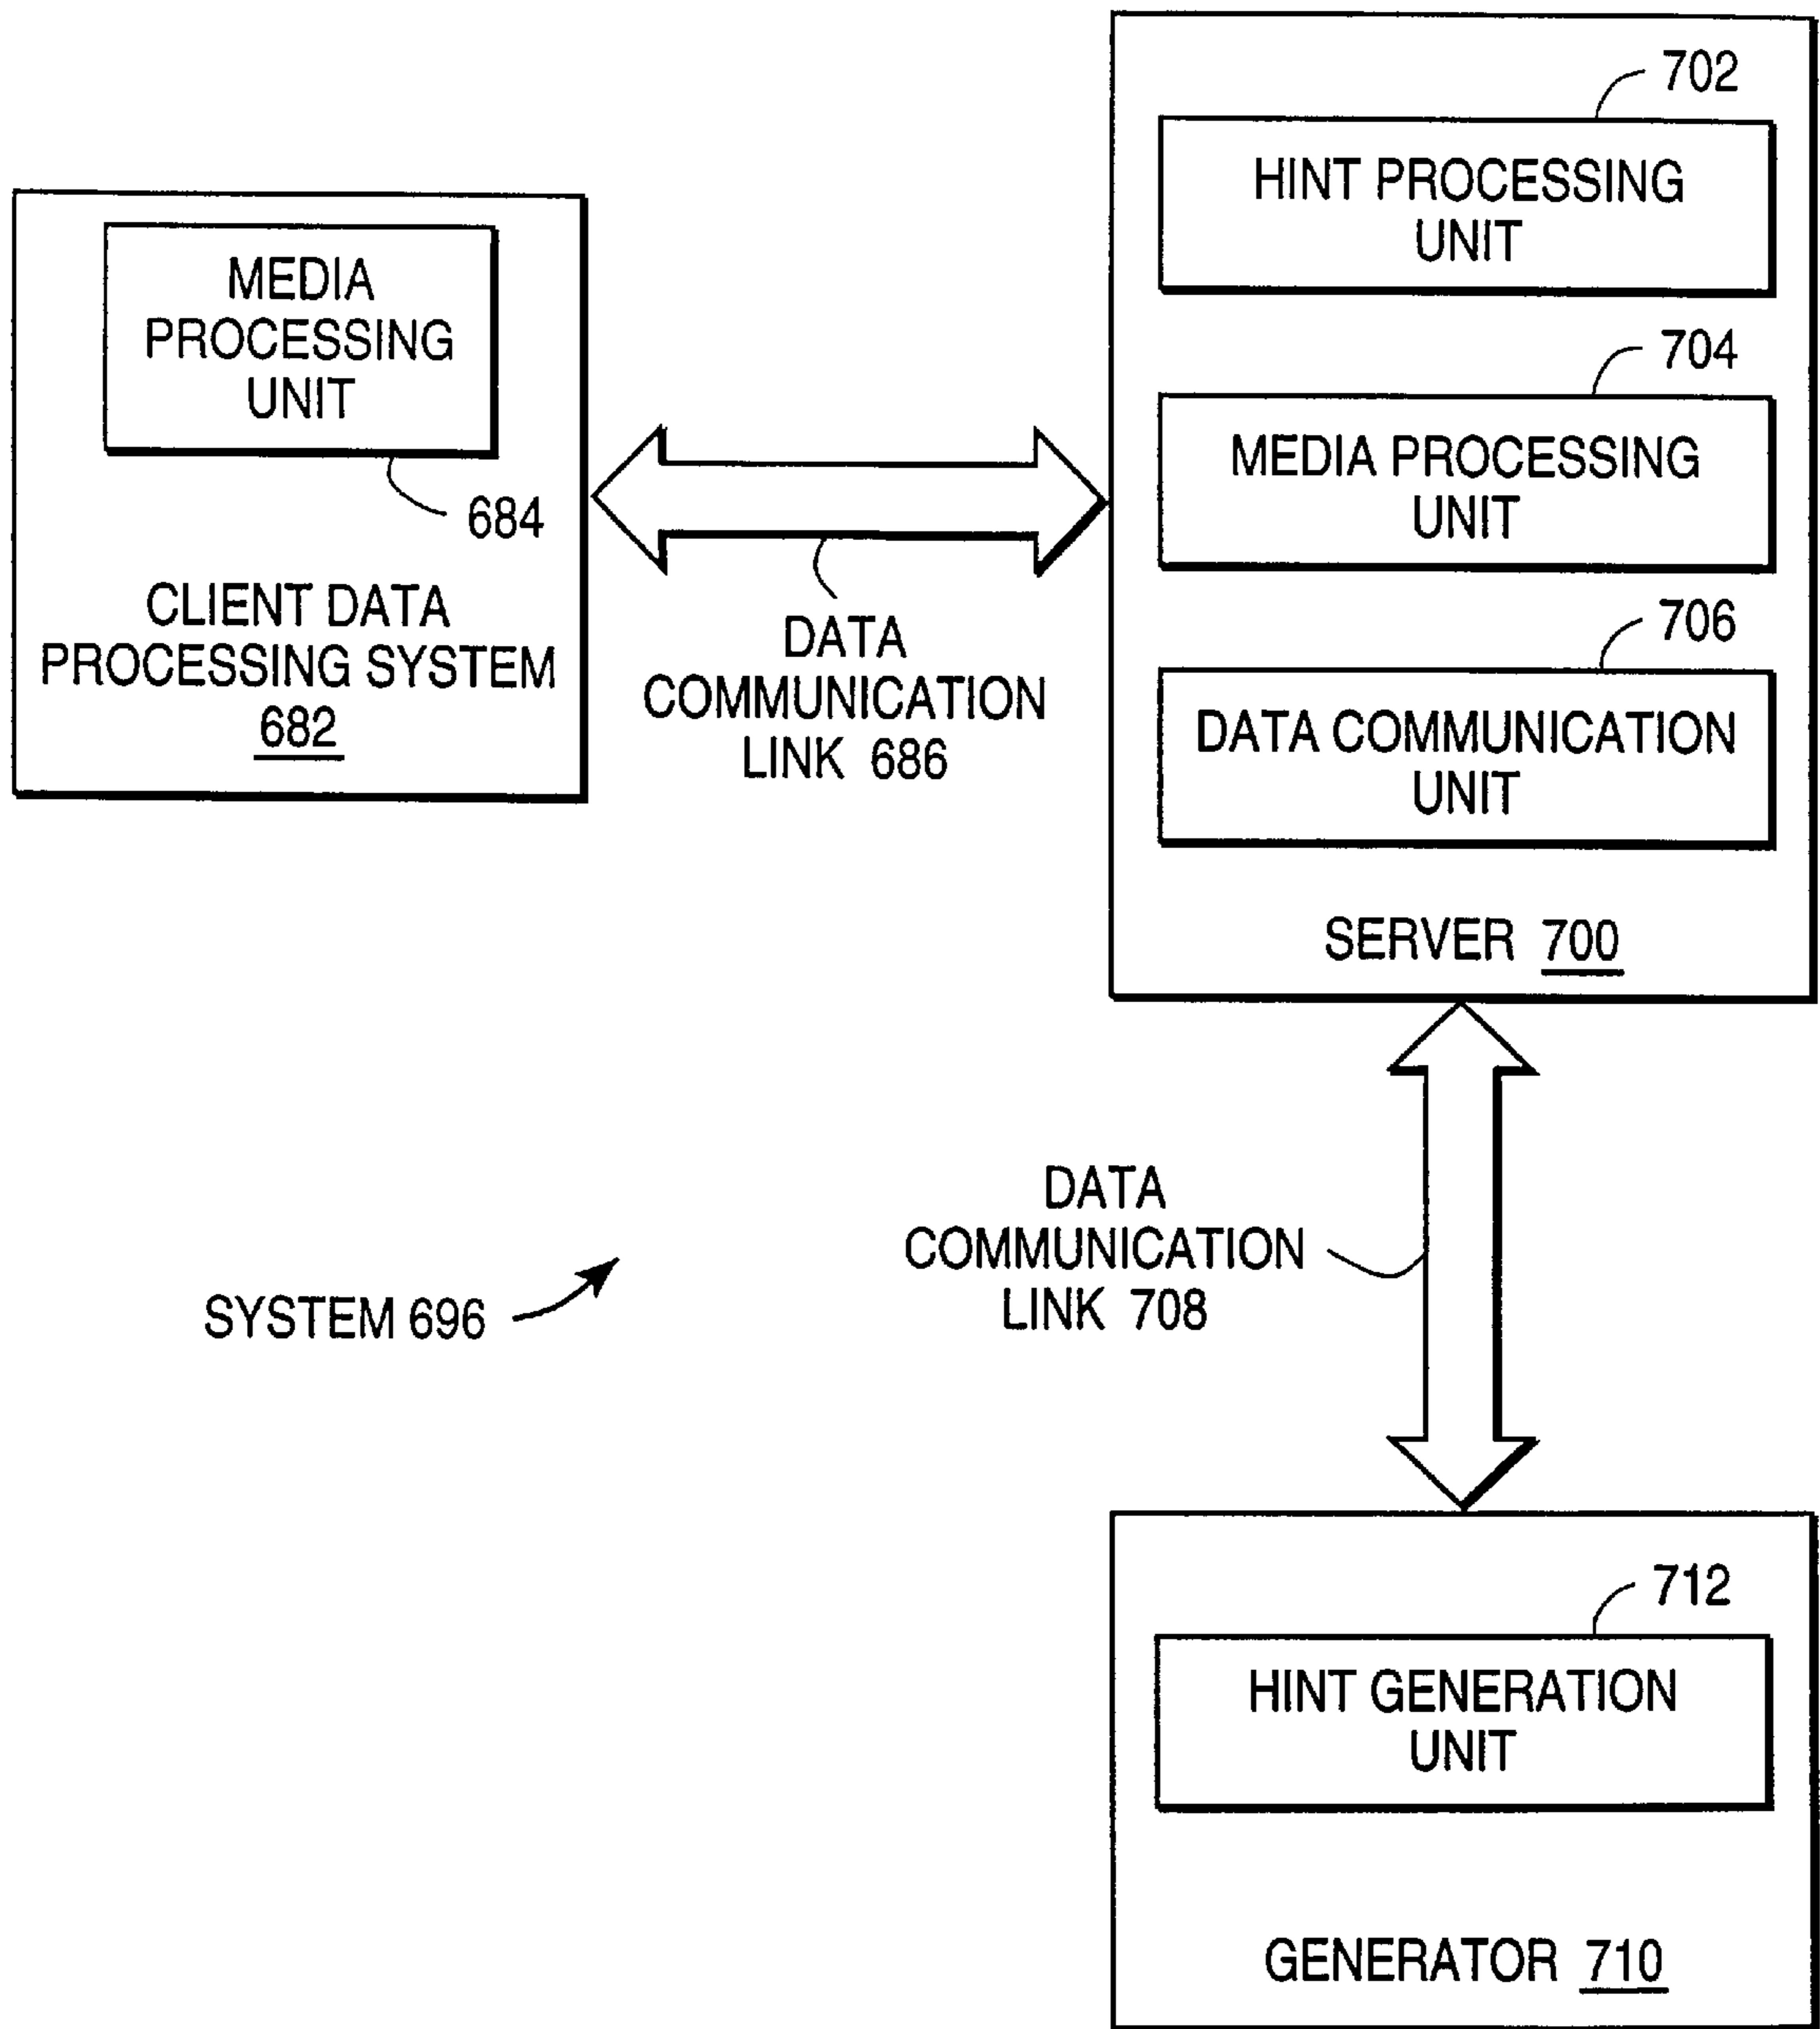 702
HINT PROCESSING
UNIT
704
MEDIA PROCESSING
UNIT
706
DATA COMMUNICATION
UNIT
SERVER 700
MEDIA
PROCESSING
UNIT
684
CLIENT DATA
PROCESSING SYSTEM
682
DATA
COMMUNICATION
LINK 686
DATA
COMMUNICATION
LINK 708
SYSTEM 696
712
HINT GENERATION
UNIT
GENERATOR 710